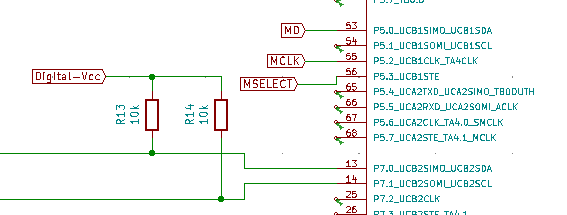 P5.7_TB0.0
MD
53
P5.0_UCB1SIMO_UCB1SDA
54
P5.1_UCB1SOMI_UCB1SCL
MCLK
55
P5.2_UCB1CLK_TA4CLK
Digital-Vcc
56
P5.3_UCB1STE
MSELECT
65
P5.4_UCA2TXD_UCA2SIMO_TB0OUTH
66
P5.5_UCA2RXD_UCA2SOMI_ACLK
R13
10k
R14
10k
67
P5.6_UCA2CLK_TA4.0_SMCLK
68
P5.7_UCA2STE_TA4.1_MCLK
13
P7.0_UCB2SIMO_UCB2SDA
14
P7.1_UCB2SOMI_UCB2SCL
25
P7.2_UCB2CLK
26
P7.3_UCB2STE_TA4.1